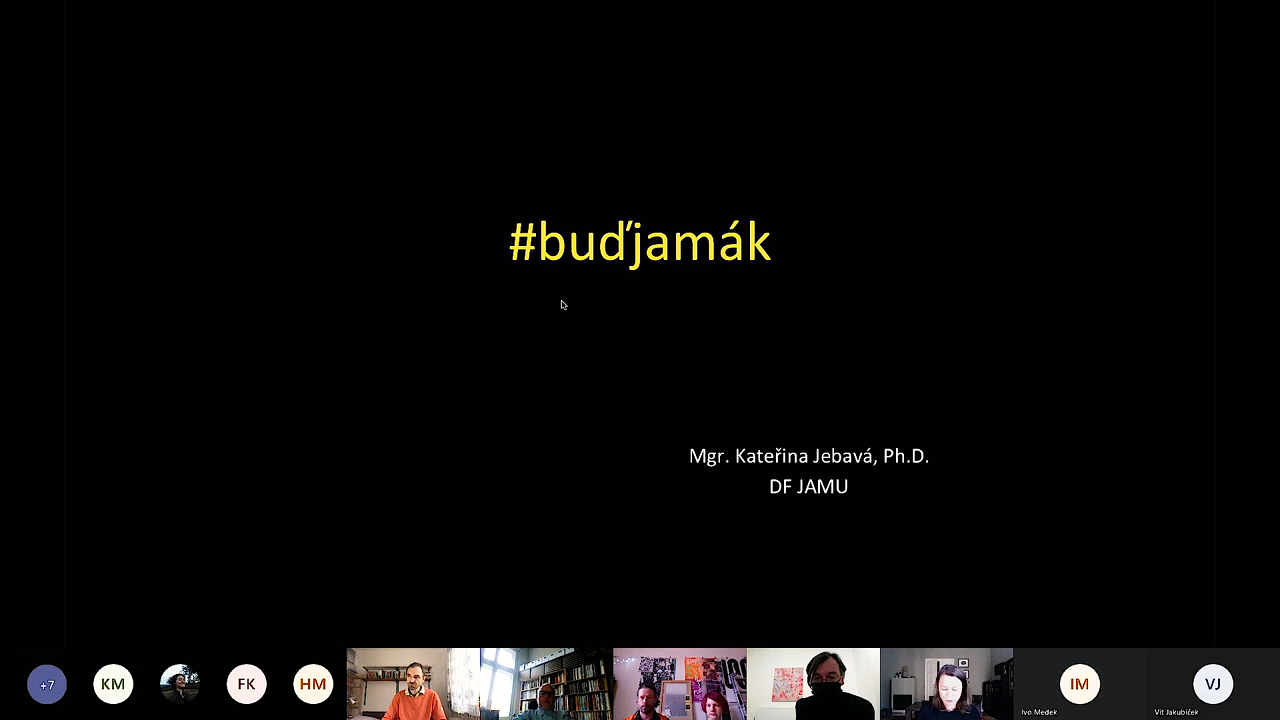 #buďjamák
Mgr. Kateřina Jebavá, Ph.D.
DF JAMU
+7
KM
FK
HM
IM
VJ
Ivo Medek
Vít Jakubíček